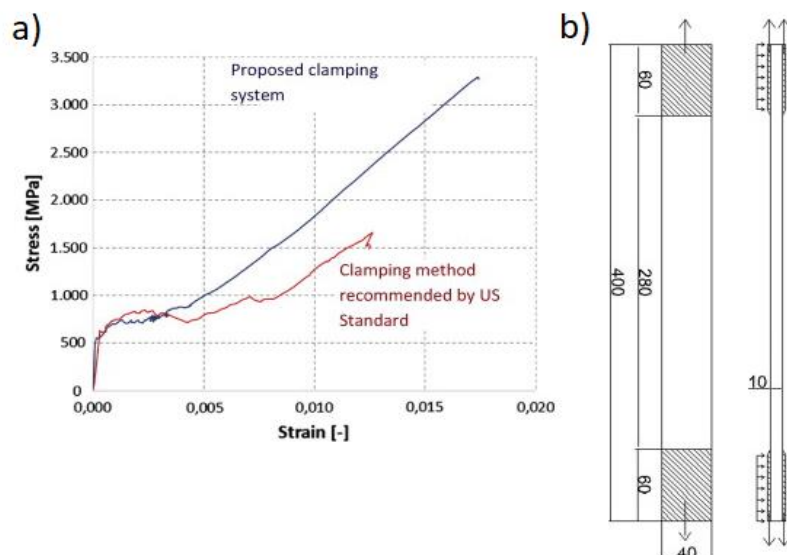 a)
Stress [MPa]
3.500
3.000
2.500
2.000
1.500
1.000
500
0
Proposed clamping
system
Clamping method
recommended by US
Standard
0,000
0,005
0,010
0,015
0,020
Strain [-]
b)
60
400
280
10
60
40